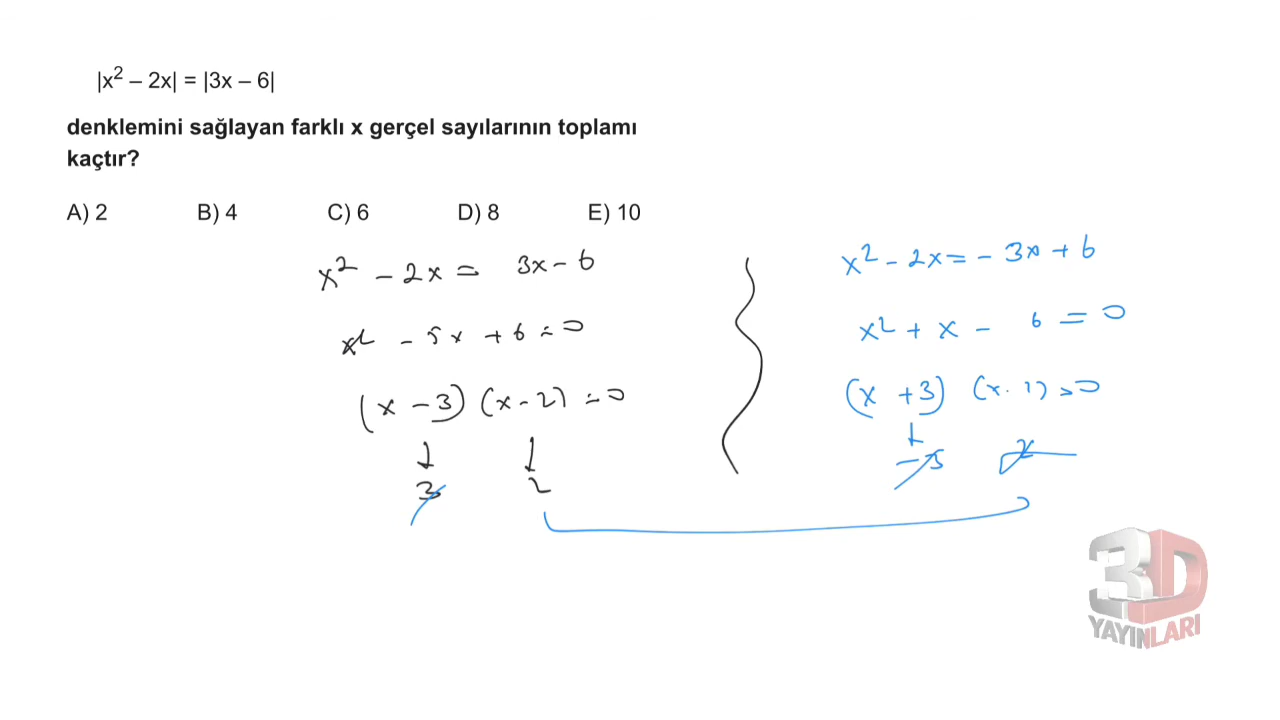 |x² – 2x| = |3x – 6|
denklemini sağlayan farklı x gerçel sayılarının toplamı
kaçtır?
A) 2 B) 4 C) 6 D) 8 E) 10
x² - 2x = 3x - 6
x² - 5x + 6 = 0
(x - 3) (x - 2) = 0
3 2
x² - 2x = - 3x + 6
x² + x - 6 = 0
(x + 3) (x - 2) = 0
-3 2
3D
YAYINLARI